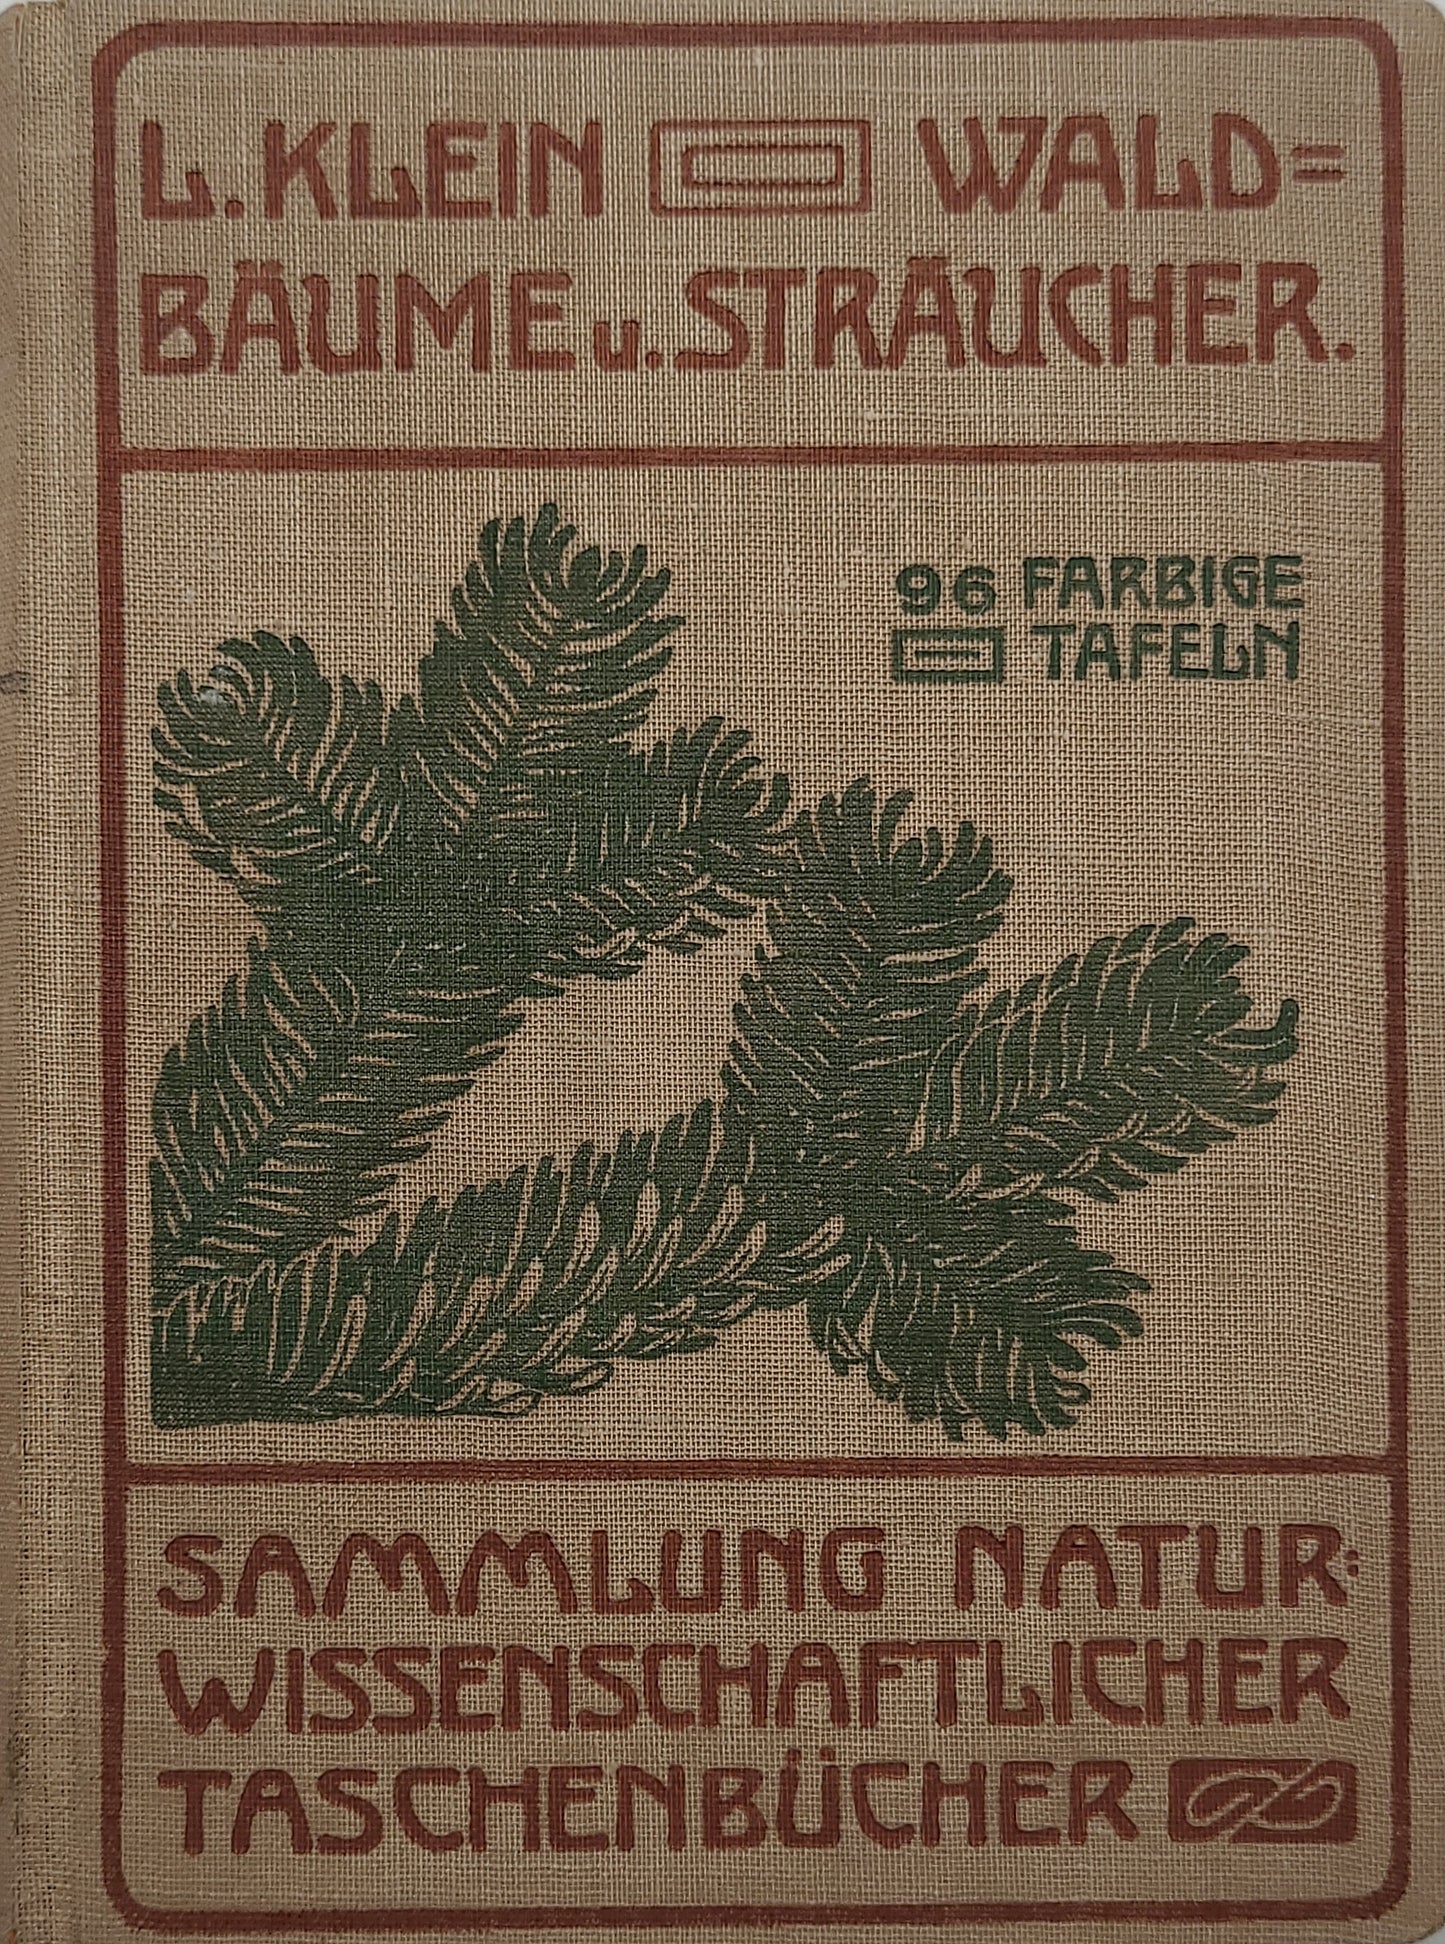 L. KLEIN WALD=
BÄUME u. STRÄUCHER.
96 FARBIGE
TAFELN
SAMMLUNG NATUR:
WISSENSCHAFTLICHER
TASCHENBÜCHER